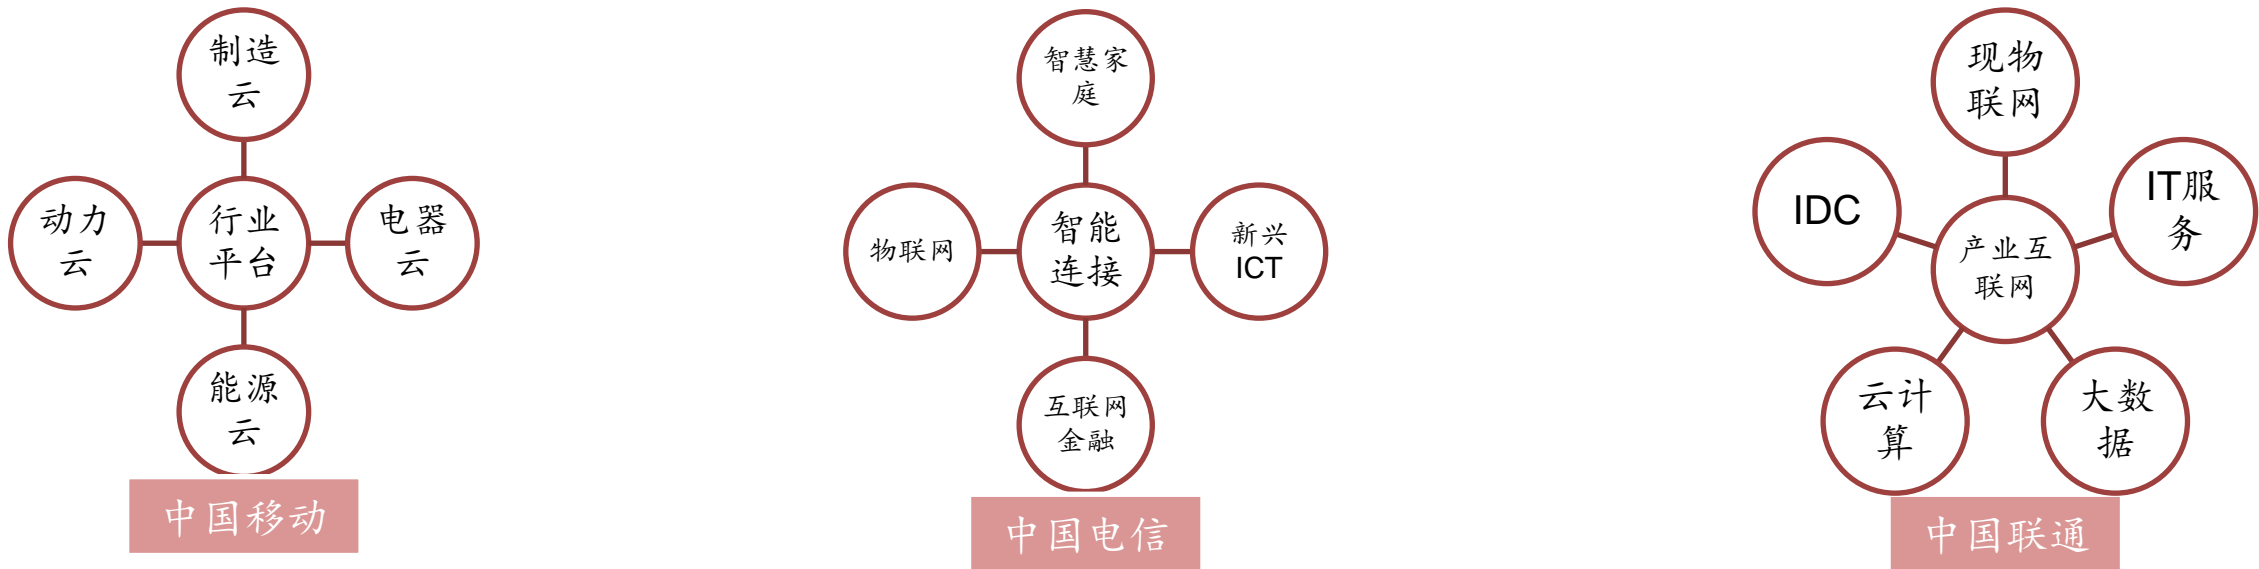 制造
云
动力
云
行业
平台
电器
云
能源
云
中国移动
智慧家
庭
物联网
智能
连接
新兴
ICT
互联网
金融
中国电信
现物
联网
IDC
IT服
务
产业互
联网
云计
算
大数
据
中国联通